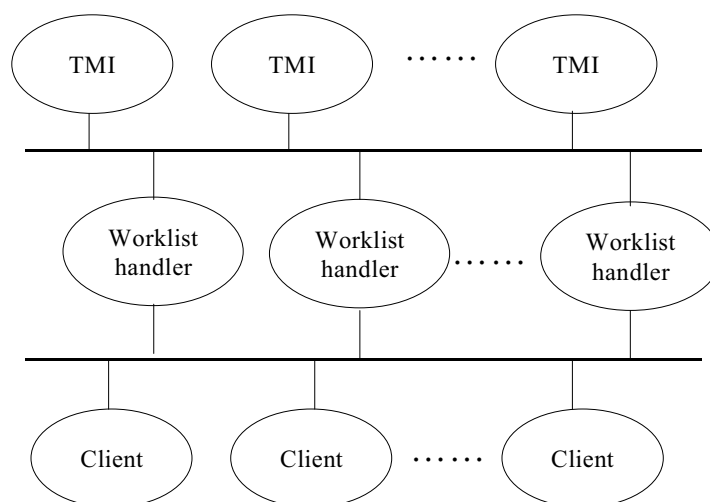 TMI TMI ...... TMI
Worklist handler Worklist handler ...... Worklist handler
Client Client ...... Client